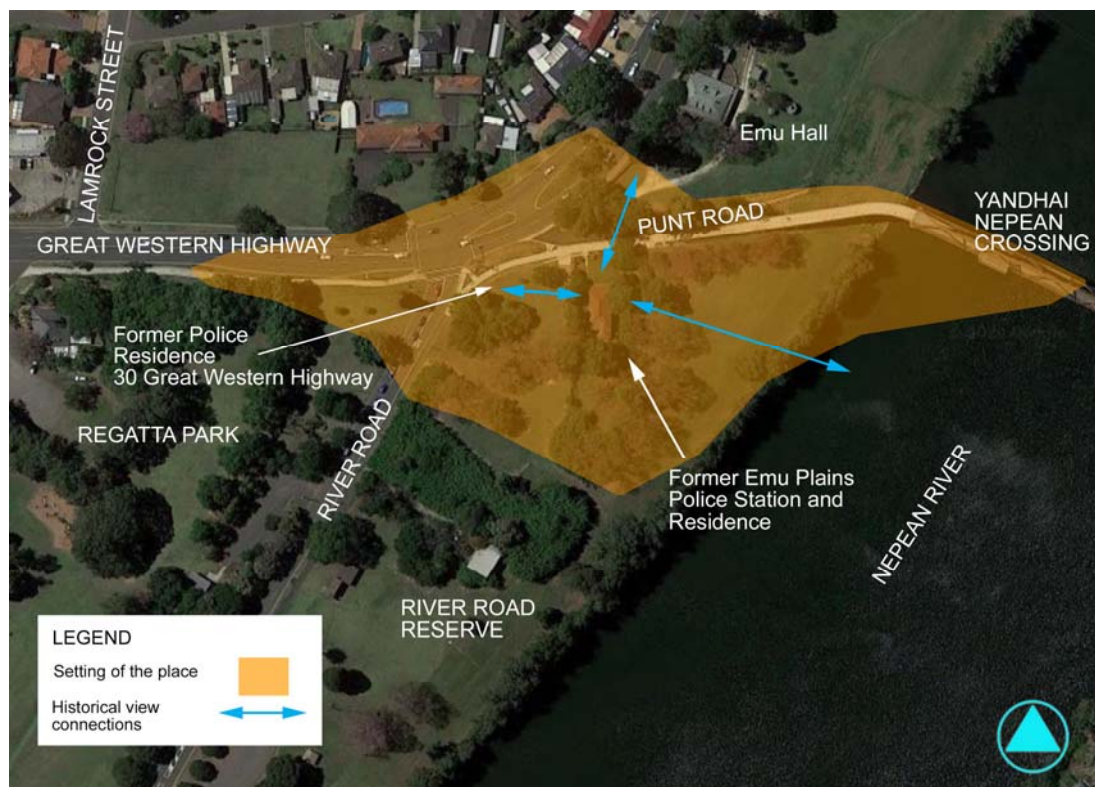 LAMROCK STREET
Emu Hall
PUNT ROAD
YANDHAI
NEPEAN
CROSSING
GREAT WESTERN HIGHWAY
Former Police
Residence
30 Great Western Highway
REGATTA PARK
RIVER ROAD
Former Emu Plains
Police Station and
Residence
NEPEAN RIVER
RIVER ROAD
RESERVE
LEGEND
Setting of the place
Historical view
connections